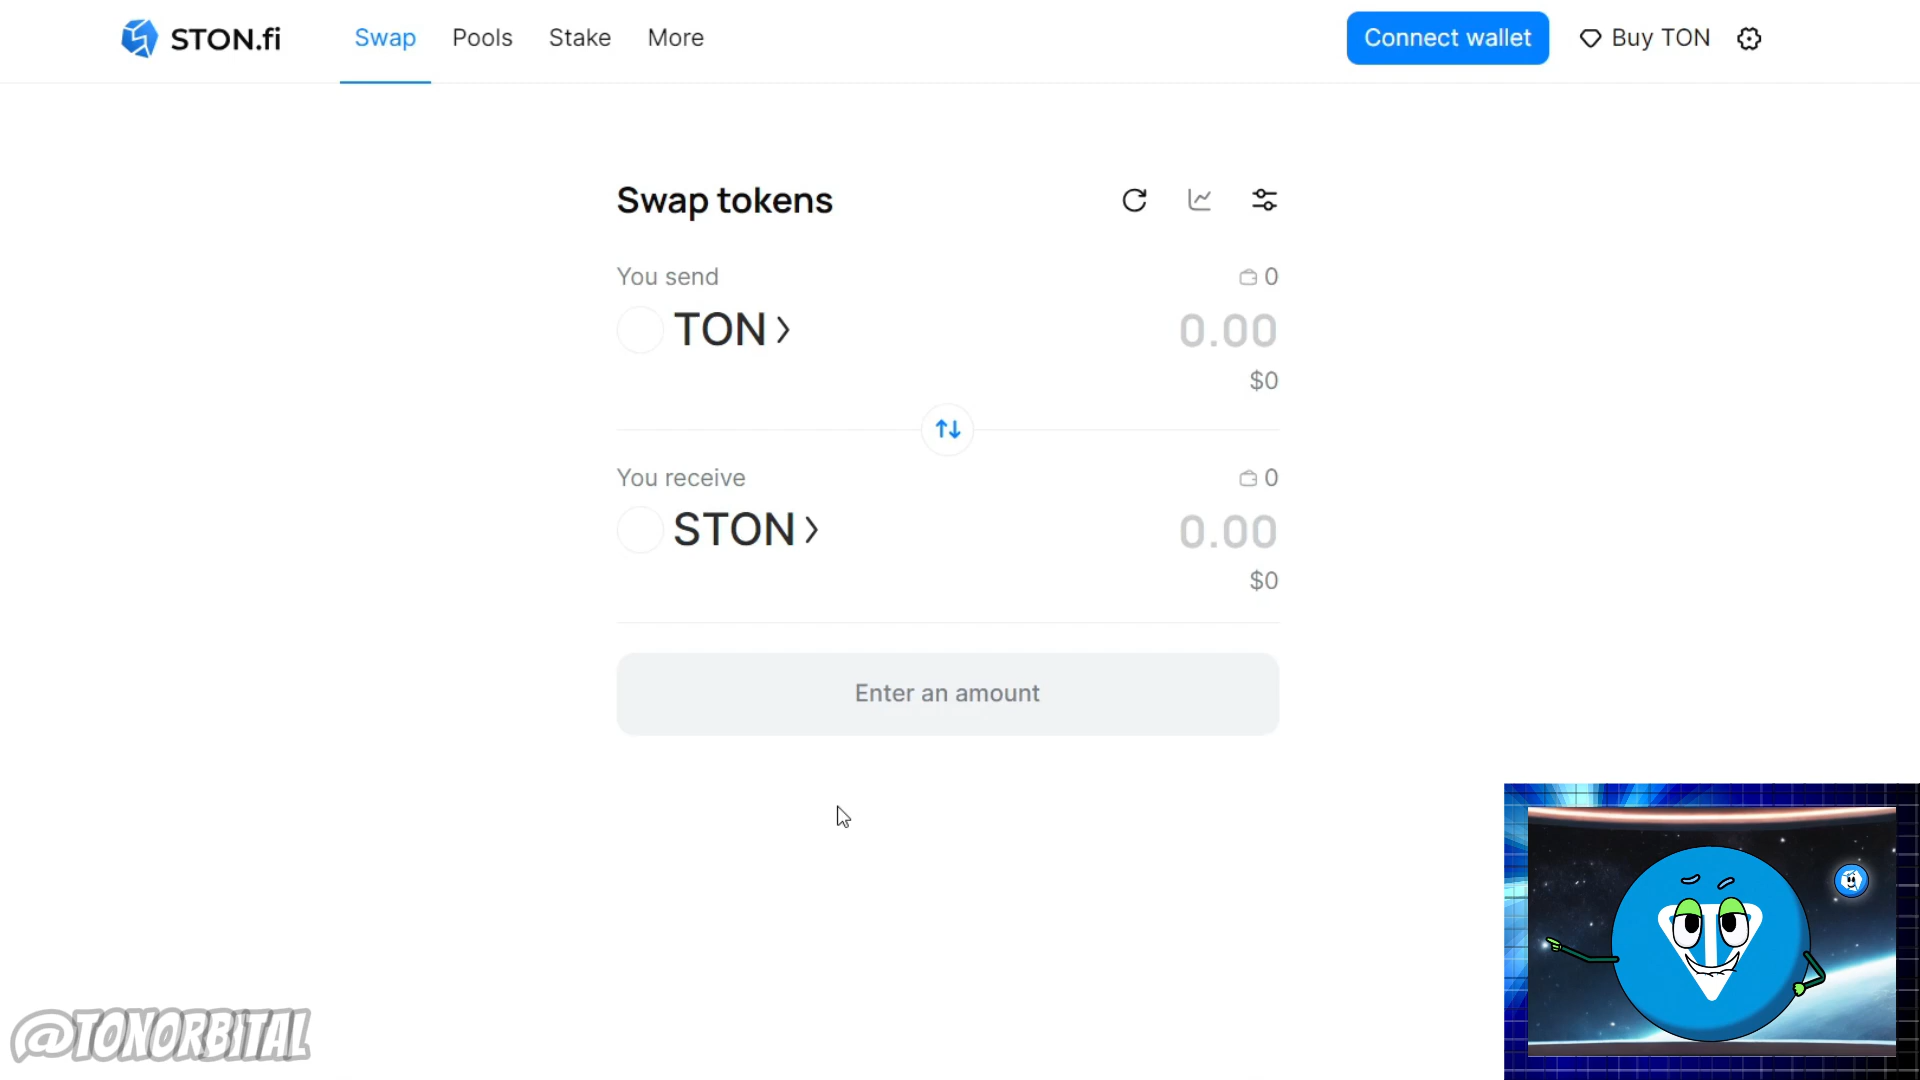 STON.fi
Swap
Pools
Stake
More
Connect wallet
Buy TON
Swap tokens
You send
0
TON
0.00
$0
You receive
0
STON
0.00
$0
Enter an amount
@TONORBITAL